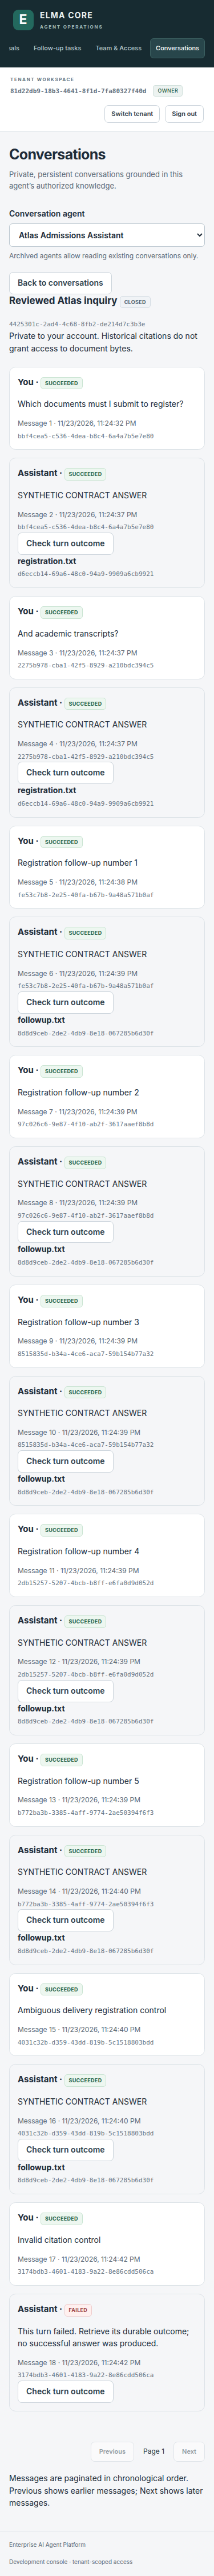 E
ELMA CORE
AGENT OPERATIONS
Follow-up tasks
Team & Access
Conversations
TENANT WORKSPACE
81d22db9-18b3-4641-8f1d-7fa80327f40d OWNER
Switch tenant
Sign out
Conversations
Private, persistent conversations grounded in this
agent's authorized knowledge.
Conversation agent
Atlas Admissions Assistant
Archived agents allow reading existing conversations only.
Back to conversations
Reviewed Atlas inquiry CLOSED
4425301c-2ad4-4c68-8fb2-de214d7c3b3e
Private to your account. Historical citations do not
grant access to document bytes.
You · SUCCEEDED
Which documents must I submit to register?
Message 1 · 11/23/2026, 11:24:32 PM
bbf4cea5-c536-4dea-b8c4-6a4a7b5e7e80
Assistant · SUCCEEDED
SYNTHETIC CONTRACT ANSWER
Message 2 · 11/23/2026, 11:24:37 PM
bbf4cea5-c536-4dea-b8c4-6a4a7b5e7e80
Check turn outcome
registration.txt
d6eccb14-69a6-48c0-94a9-9909a6cb9921
You · SUCCEEDED
And academic transcripts?
Message 3 · 11/23/2026, 11:24:37 PM
2275b978-cba1-42f5-8929-a210bdc394c5
Assistant · SUCCEEDED
SYNTHETIC CONTRACT ANSWER
Message 4 · 11/23/2026, 11:24:37 PM
2275b978-cba1-42f5-8929-a210bdc394c5
Check turn outcome
registration.txt
d6eccb14-69a6-48c0-94a9-9909a6cb9921
You · SUCCEEDED
Registration follow-up number 1
Message 5 · 11/23/2026, 11:24:38 PM
fe53c7b8-2e25-40fa-b67c-9a48a571b0af
Assistant · SUCCEEDED
SYNTHETIC CONTRACT ANSWER
Message 6 · 11/23/2026, 11:24:39 PM
fe53c7b8-2e25-40fa-b67c-9a48a571b0af
Check turn outcome
followup.txt
8d8d9ceb-2de2-4db9-8e18-067285b6d30f
You · SUCCEEDED
Registration follow-up number 2
Message 7 · 11/23/2026, 11:24:39 PM
97c026c6-9e87-4f10-ab2f-3617aaef8b8d
Assistant · SUCCEEDED
SYNTHETIC CONTRACT ANSWER
Message 8 · 11/23/2026, 11:24:39 PM
97c026c6-9e87-4f10-ab2f-3617aaef8b8d
Check turn outcome
followup.txt
8d8d9ceb-2de2-4db9-8e18-067285b6d30f
You · SUCCEEDED
Registration follow-up number 3
Message 9 · 11/23/2026, 11:24:39 PM
8515835d-b34a-4ce6-aca7-59b154b77a32
Assistant · SUCCEEDED
SYNTHETIC CONTRACT ANSWER
Message 10 · 11/23/2026, 11:24:39 PM
8515835d-b34a-4ce6-aca7-59b154b77a32
Check turn outcome
followup.txt
8d8d9ceb-2de2-4db9-8e18-067285b6d30f
You · SUCCEEDED
Registration follow-up number 4
Message 11 · 11/23/2026, 11:24:39 PM
2db15257-5207-4bcb-b8ff-e6fa0d9d052d
Assistant · SUCCEEDED
SYNTHETIC CONTRACT ANSWER
Message 12 · 11/23/2026, 11:24:39 PM
2db15257-5207-4bcb-b8ff-e6fa0d9d052d
Check turn outcome
followup.txt
8d8d9ceb-2de2-4db9-8e18-067285b6d30f
You · SUCCEEDED
Registration follow-up number 5
Message 13 · 11/23/2026, 11:24:39 PM
b772ba3b-3385-4aff-9774-2ae50394f6f3
Assistant · SUCCEEDED
SYNTHETIC CONTRACT ANSWER
Message 14 · 11/23/2026, 11:24:40 PM
b772ba3b-3385-4aff-9774-2ae50394f6f3
Check turn outcome
followup.txt
8d8d9ceb-2de2-4db9-8e18-067285b6d30f
You · SUCCEEDED
Ambiguous delivery registration control
Message 15 · 11/23/2026, 11:24:40 PM
4031c32b-d359-43dd-819b-5c1518803bdd
Assistant · SUCCEEDED
SYNTHETIC CONTRACT ANSWER
Message 16 · 11/23/2026, 11:24:40 PM
4031c32b-d359-43dd-819b-5c1518803bdd
Check turn outcome
followup.txt
8d8d9ceb-2de2-4db9-8e18-067285b6d30f
You · SUCCEEDED
Invalid citation control
Message 17 · 11/23/2026, 11:24:42 PM
3174bdb3-4601-4183-9a22-8e86cdd506ca
Assistant · FAILED
This turn failed. Retrieve its durable outcome;
no successful answer was produced.
Message 18 · 11/23/2026, 11:24:42 PM
3174bdb3-4601-4183-9a22-8e86cdd506ca
Check turn outcome
Previous
Page 1
Next
Messages are paginated in chronological order.
Previous shows earlier messages; Next shows later
messages.
Enterprise AI Agent Platform
Development console · tenant-scoped access